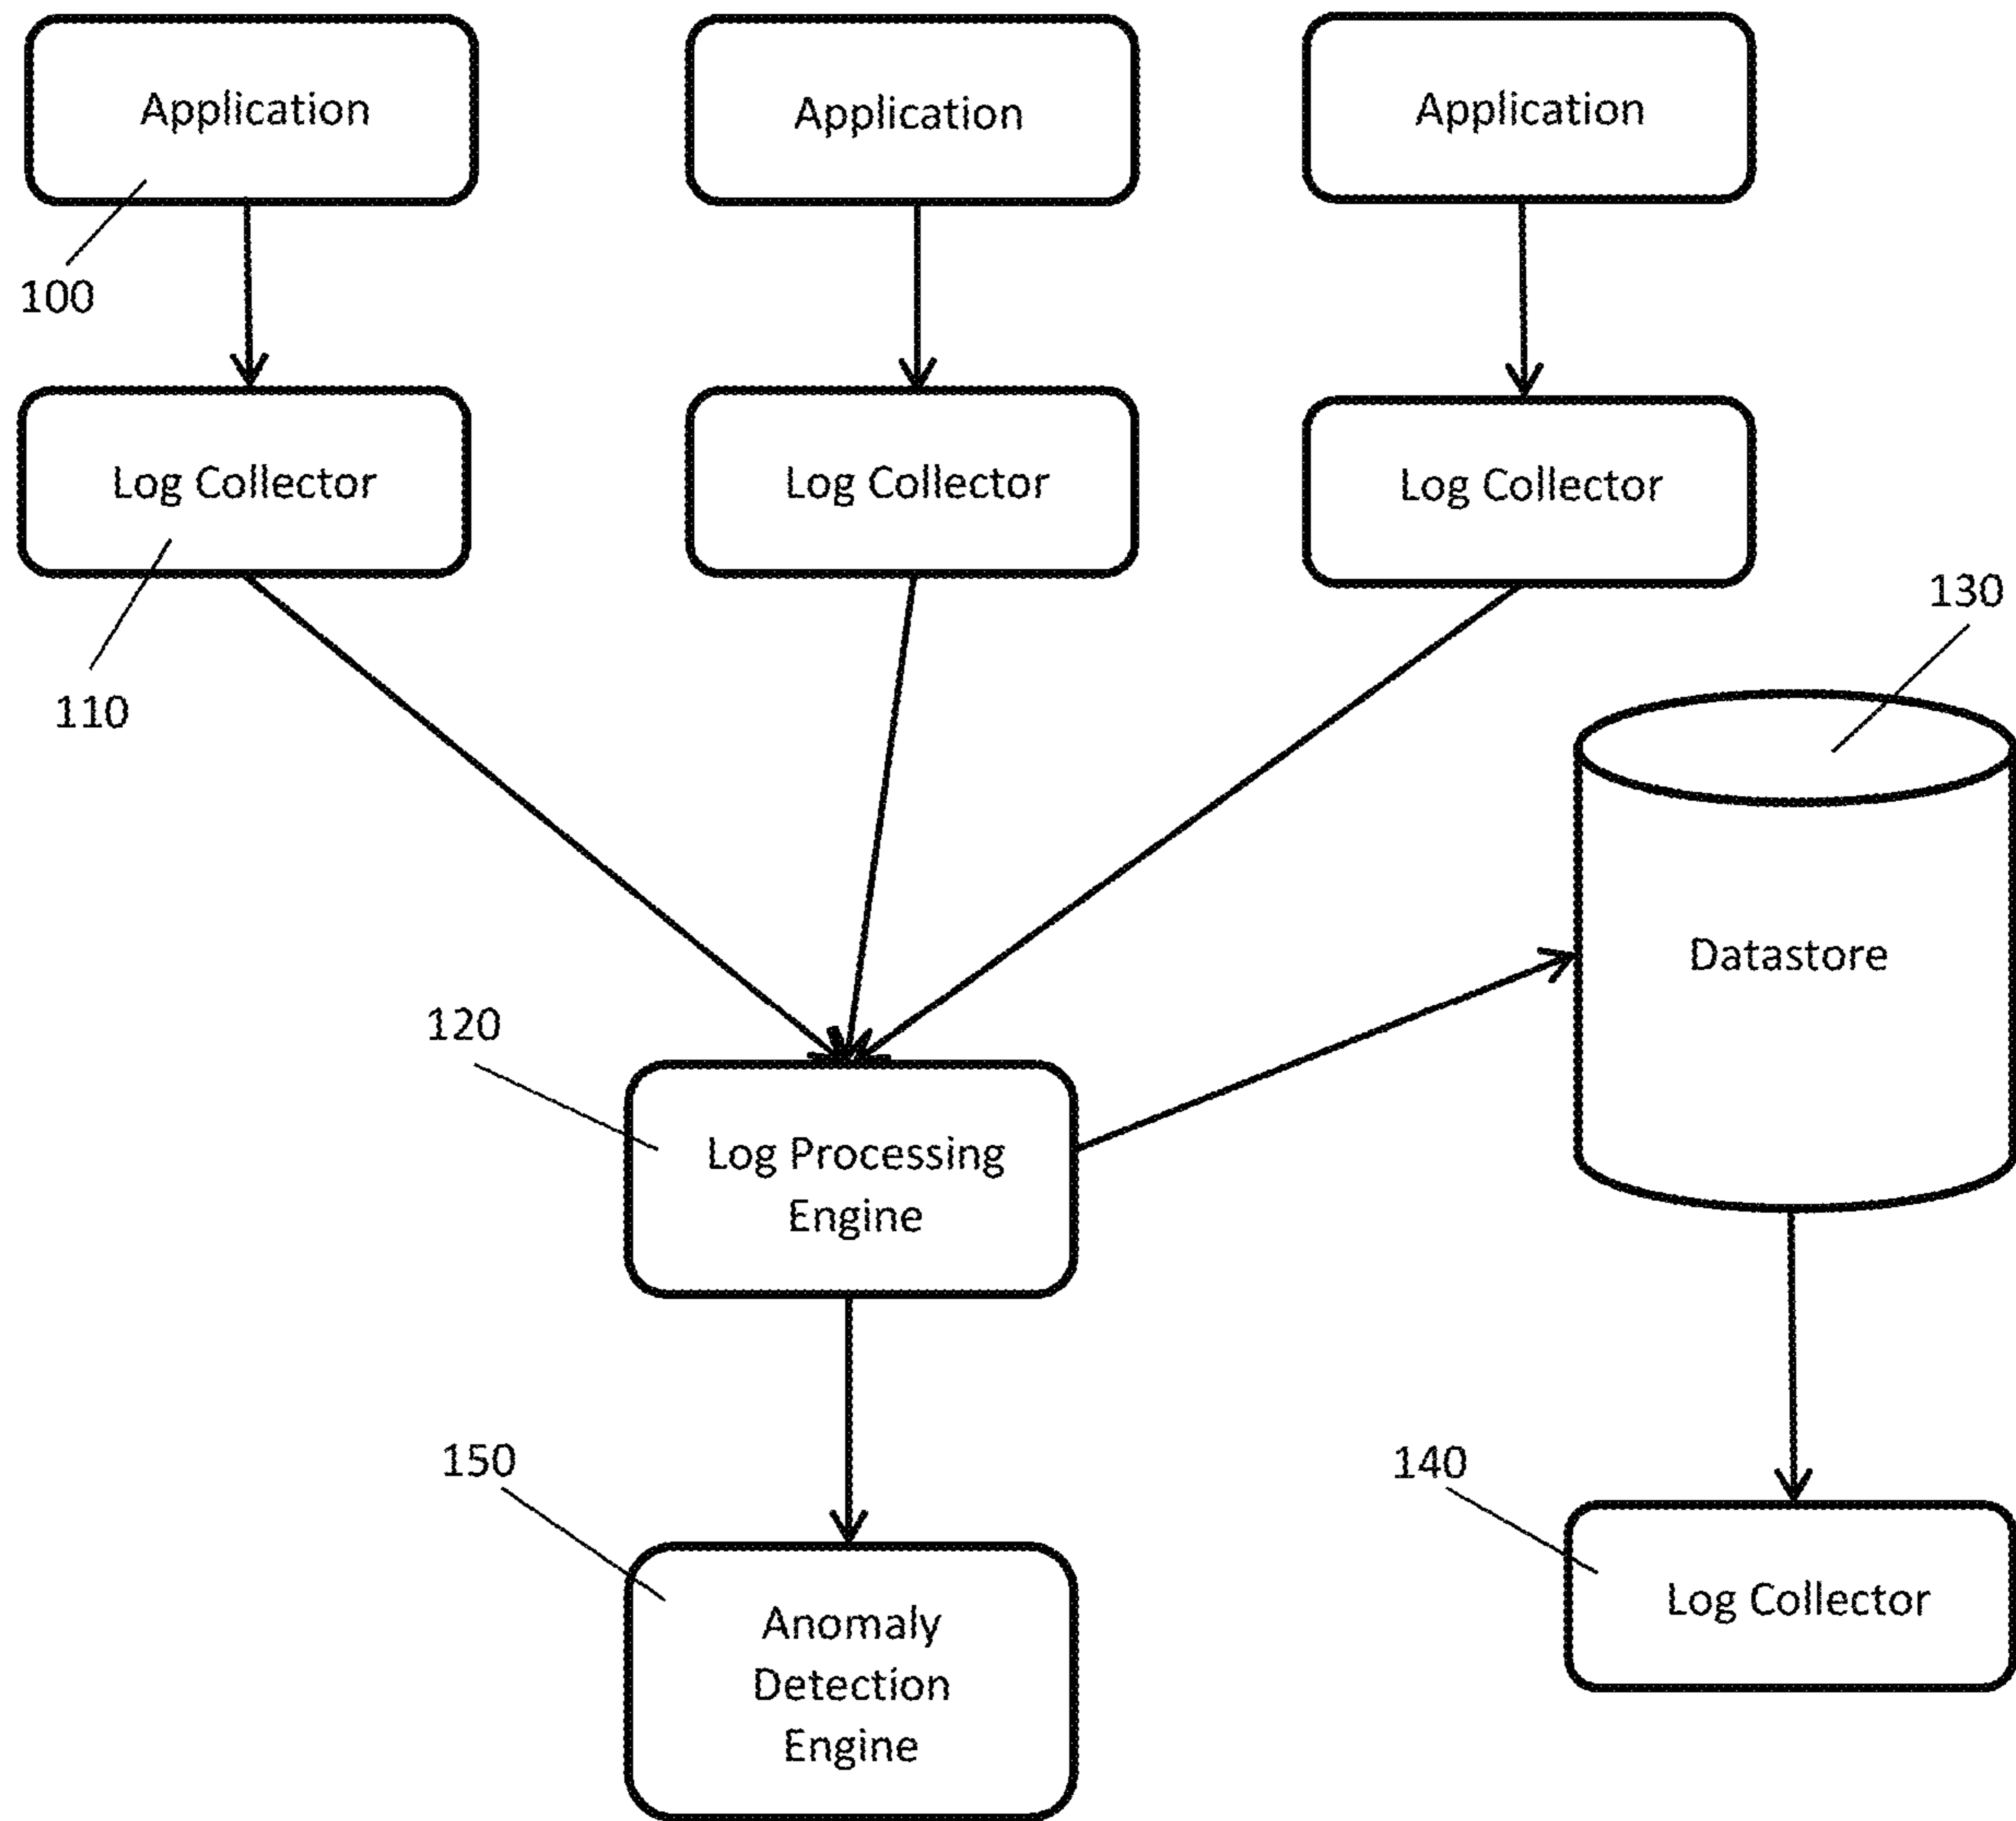 Application
Application
Application
100
Log Collector
Log Collector
Log Collector
110
130
Datastore
120
Log Processing
Engine
150
140
Anomaly
Detection
Engine
Log Collector